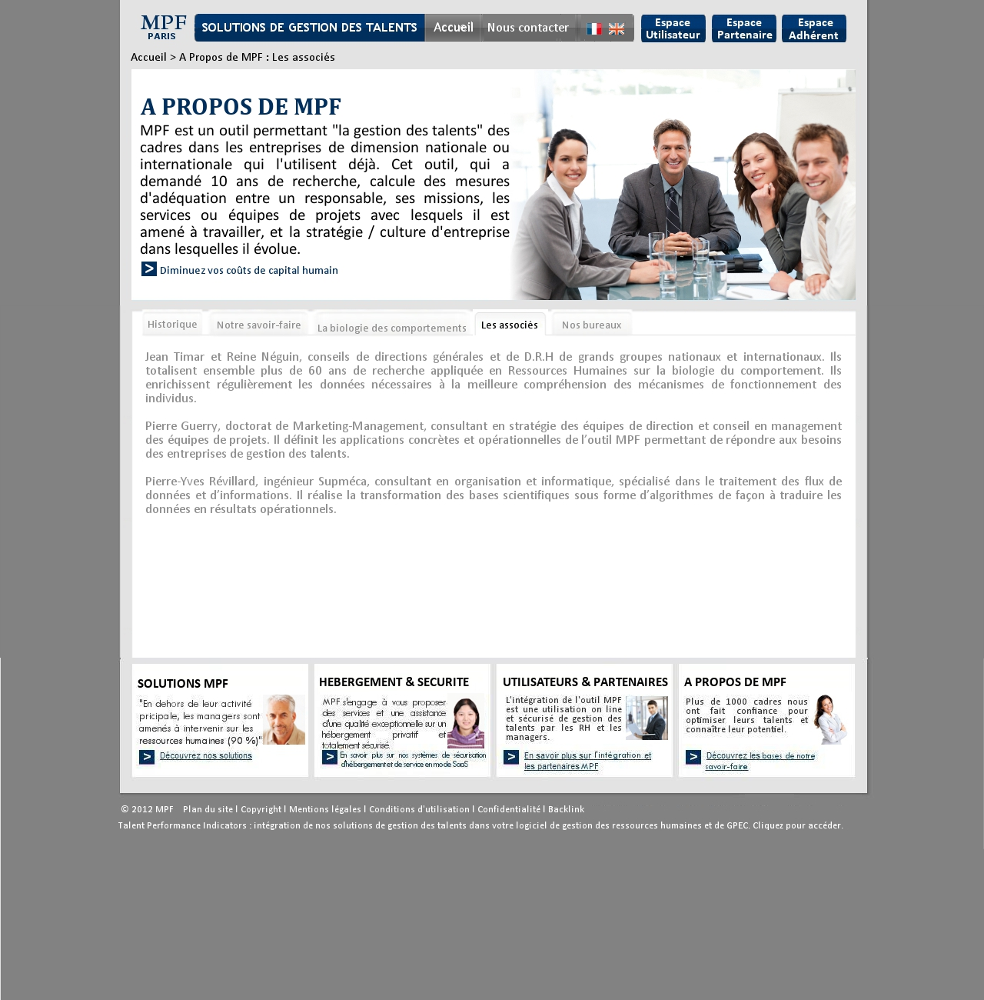 MPF
PARIS
SOLUTIONS DE GESTION DES TALENTS
Accueil
Nous contacter
Espace
Utilisateur
Espace
Partenaire
Espace
Adhérent
Accueil > A Propos de MPF : Les associés
A PROPOS DE MPF
MPF est un outil permettant "la gestion des talents" des
cadres dans les entreprises de dimension nationale ou
internationale qui l'utilisent déjà. Cet outil, qui a
demandé 10 ans de recherche, calcule des mesures
d'adéquation entre un responsable, ses missions, les
services ou équipes de projets avec lesquels il est
amené à travailler, et la stratégie / culture d'entreprise
dans lesquelles il évolue.
> Diminuez vos coûts de capital humain
Historique
Notre savoir-faire
La biologie des comportements
Les associés
Nos bureaux
Jean Timar et Reine Néguin, conseils de directions générales et de D.R.H de grands groupes nationaux et internationaux. Ils
totalisent ensemble plus de 60 ans de recherche appliquée en Ressources Humaines sur la biologie du comportement. Ils
enrichissent régulièrement les données nécessaires à la meilleure compréhension des mécanismes de fonctionnement des
individus.
Pierre Guerry, doctorat de Marketing-Management, consultant en stratégie des équipes de direction et conseil en management
des équipes de projets. Il définit les applications concrètes et opérationnelles de l’outil MPF permettant de répondre aux besoins
des entreprises de gestion des talents.
Pierre-Yves Révillard, ingénieur Supméca, consultant en organisation et informatique, spécialisé dans le traitement des flux de
données et d’informations. Il réalise la transformation des bases scientifiques sous forme d’algorithmes de façon à traduire les
données en résultats opérationnels.
SOLUTIONS MPF
"En dehors de leur activité
pricipale, les managers sont
amenés à intervenir sur les
ressources humaines (90 %)"
> Découvrez nos solutions
HEBERGEMENT & SECURITE
MPF s'engage à vous proposer
des services et une assistance
d'une qualité exceptionnelle sur un
hébergement privatif et
totalement sécurisé.
> En savoir plus sur nos systèmes de sécurisation
d'hébergement et de service en mode SaaS
UTILISATEURS & PARTENAIRES
L'intégration de l'outil MPF
est une utilisation on line
et sécurisé de gestion des
talents par les RH et les
managers.
> En savoir plus sur l'intégration et
les partenaires MPF
A PROPOS DE MPF
Plus de 1000 cadres nous
ont fait confiance pour
optimiser leurs talents et
connaître leur potentiel.
> Découvrez les bases de notre
savoir-faire
© 2012 MPF Plan du site l Copyright l Mentions légales l Conditions d'utilisation l Confidentialité l Backlink
Talent Performance Indicators : intégration de nos solutions de gestion des talents dans votre logiciel de gestion des ressources humaines et de GPEC. Cliquez pour accéder.